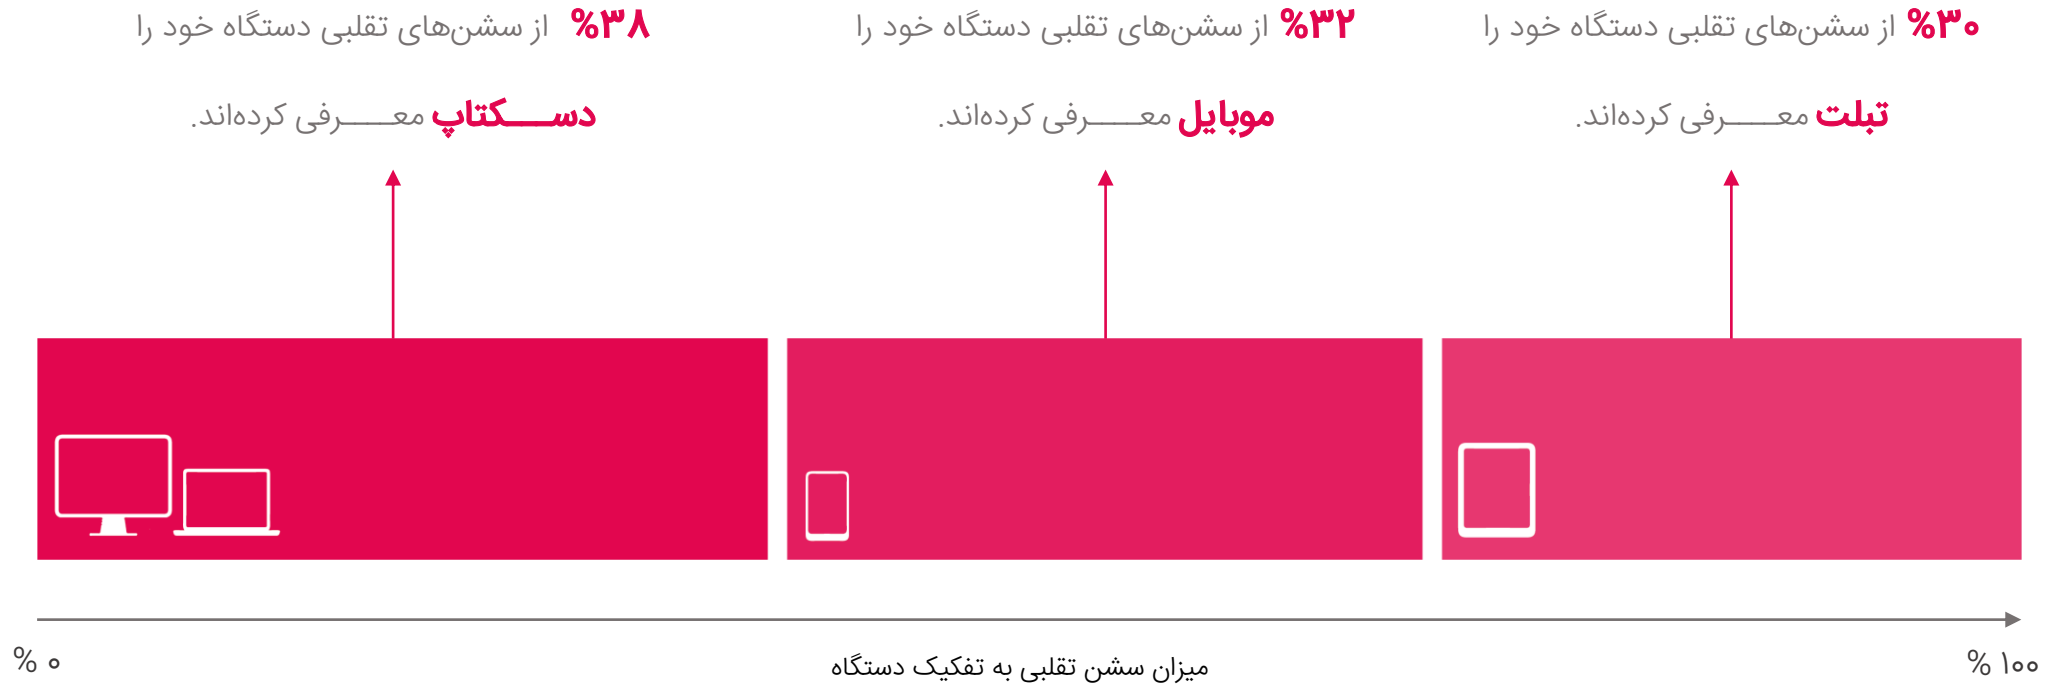 %۳۰ از سشن‌های تقلبی دستگاه خود را
تبلت معـــــرفی کرده‌اند.
%۳۲ از سشن‌های تقلبی دستگاه خود را
موبایل معـــــرفی کرده‌اند.
%۳۸ از سشن‌های تقلبی دستگاه خود را
دســـکتاپ معـــــرفی کرده‌اند.
% ۰
میزان سشن تقلبی به تفکیک دستگاه
% ۱۰۰